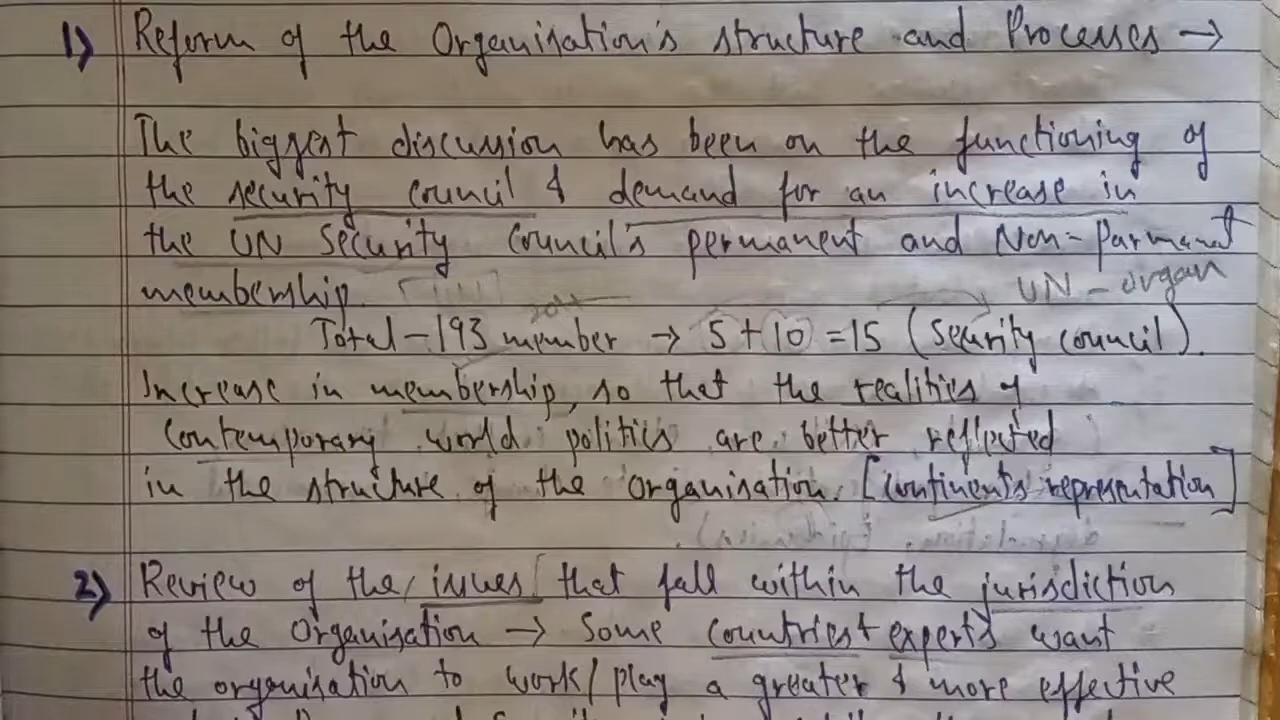 1) Reform of the Organisation's structure and Processes →
The biggest discussion has been on the functioning of
the security council & demand for an increase in
the UN Security Council's permanent and Non-Parmanat
membership.
UN - organ
Total - 193 member → 5 + 10 = 15 (Security Council).
Increase in membership, so that the realities of
Contemporary world politics are better reflected
in the structure of the Organisation. [continents representation]
2) Review of the issues that fall within the jurisdiction
of the Organisation → Some countries & experts want
the organisation to work/play a greater & more effective